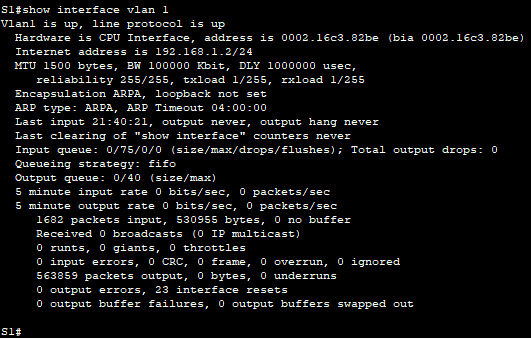 S1#show interface vlan 1
Vlan1 is up, line protocol is up
Hardware is CPU Interface, address is 0002.16c3.82be (bia 0002.16c3.82be)
Internet address is 192.168.1.2/24
MTU 1500 bytes, BW 100000 Kbit, DLY 1000000 usec,
reliability 255/255, txload 1/255, rxload 1/255
Encapsulation ARPA, loopback not set
ARP type: ARPA, ARP Timeout 04:00:00
Last input 21:40:21, output never, output hang never
Last clearing of "show interface" counters never
Input queue: 0/75/0/0 (size/max/drops/flushes); Total output drops: 0
Queueing strategy: fifo
Output queue: 0/40 (size/max)
5 minute input rate 0 bits/sec, 0 packets/sec
5 minute output rate 0 bits/sec, 0 packets/sec
1682 packets input, 530955 bytes, 0 no buffer
Received 0 broadcasts (0 IP multicast)
0 runts, 0 giants, 0 throttles
0 input errors, 0 CRC, 0 frame, 0 overrun, 0 ignored
563859 packets output, 0 bytes, 0 underruns
0 output errors, 23 interface resets
0 output buffer failures, 0 output buffers swapped out
S1#